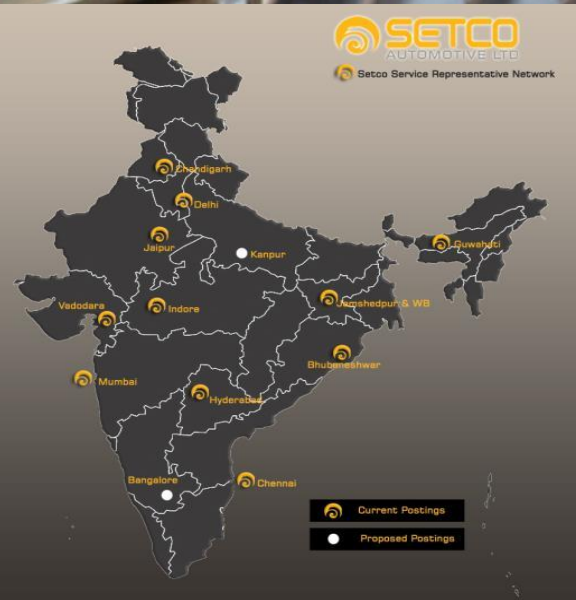 SETCO
AUTOMOTIVE LTD
Setco Service Representative Network
Chandigarh
Delhi
Jaipur
Kanpur
Guwahati
Vadodara
Indore
Jamshedpur & WB
Bhubeneshwer
Mumbai
Hyderabad
Bangalore
Chennai
Current Postings
Proposed Postings